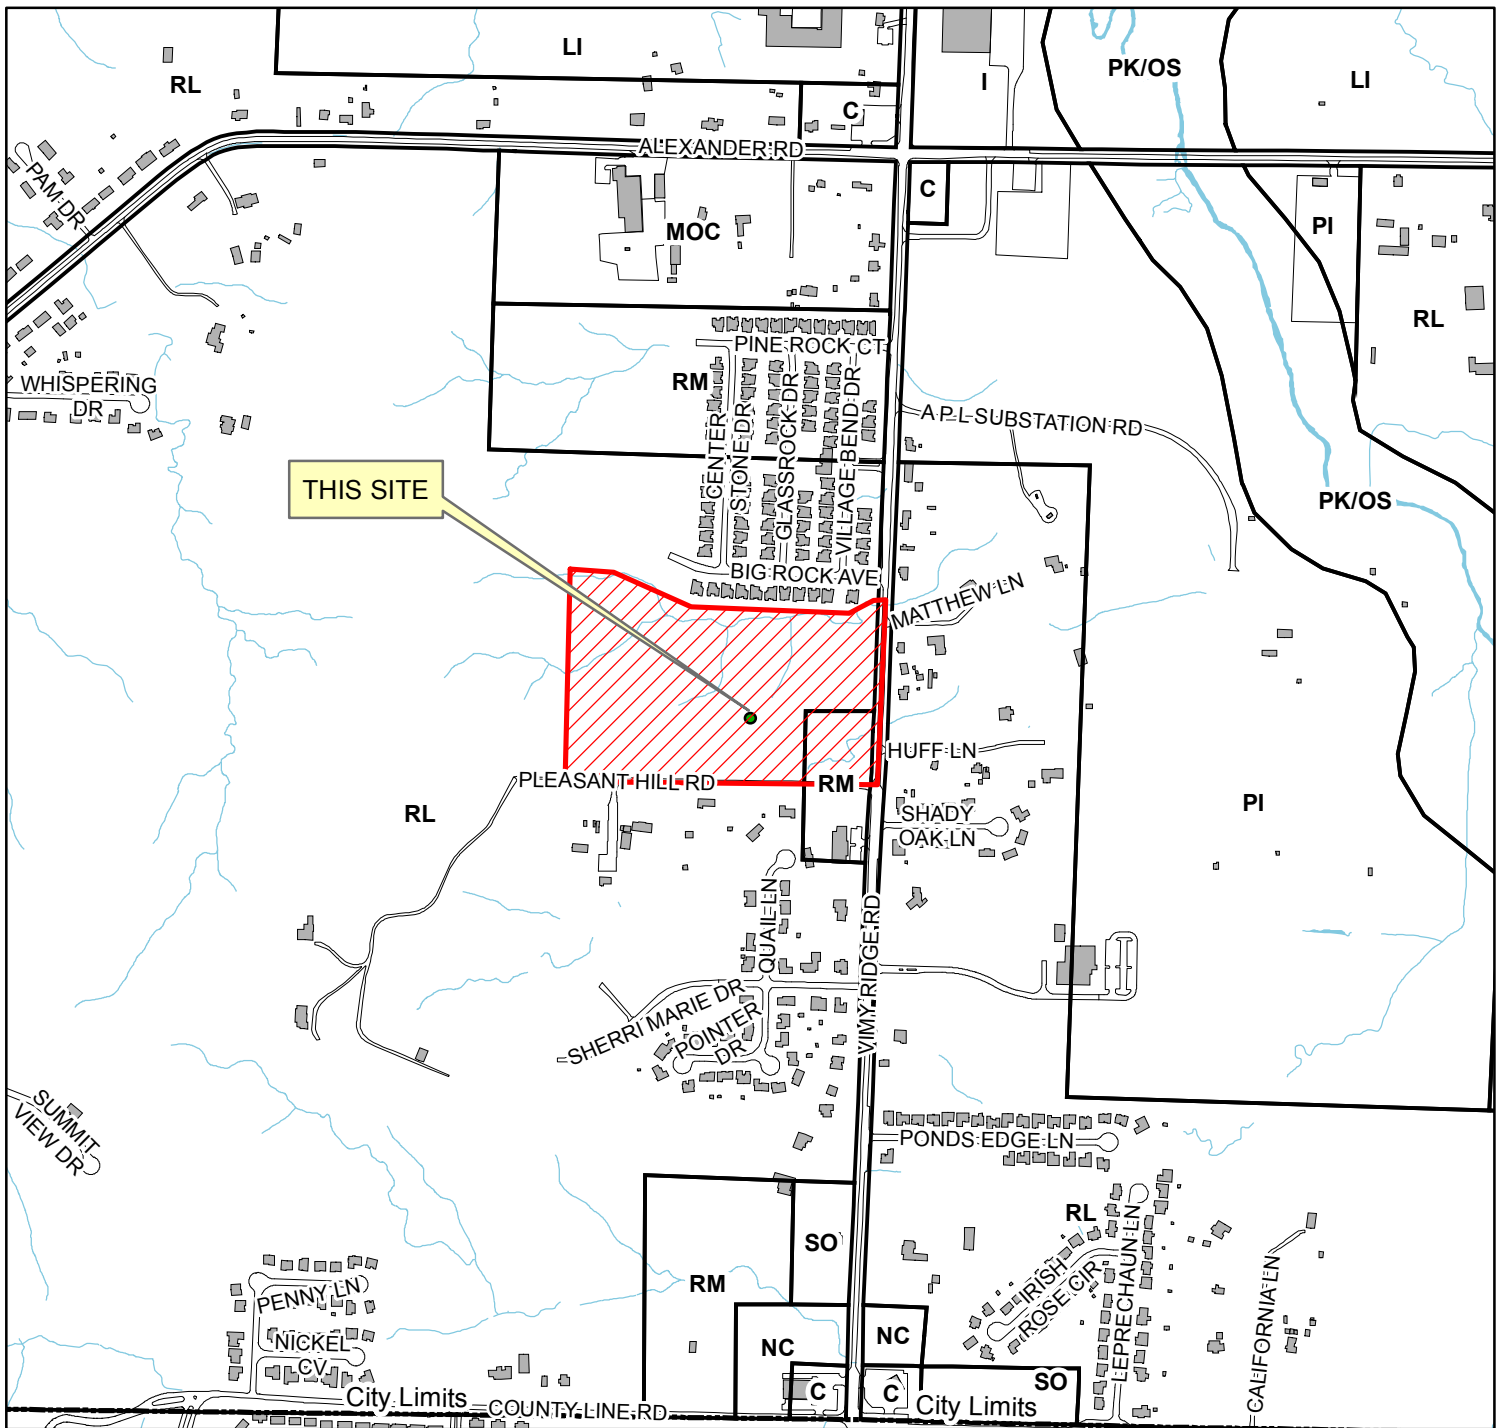 LI
RL
PK/OS
I
LI
C
ALEXANDER RD
PAM DR
C
MOC
PI
RL
PINE ROCK CT
WHISPERING
DR
RM
CENTER
STONE DR
GLASSROCK DR
VILLAGE BEND DR
A P L SUBSTATION RD
THIS SITE
PK/OS
BIG ROCK AVE
MATTHEW LN
HUFF LN
PLEASANT HILL RD
RM
RL
SHADY
OAK LN
PI
QUAIL LN
VIMY RIDGE RD
SHERRI MARIE DR
POINTER
DR
SUMMIT
VIEW DR
PONDS EDGE LN
RL
SO
RM
IRISH
ROSE CIR
LEPRECHAUN LN
CALIFORNIA LN
PENNY LN
NICKEL
CV
NC
NC
SO
C
C
City Limits
City Limits
COUNTY LINE RD